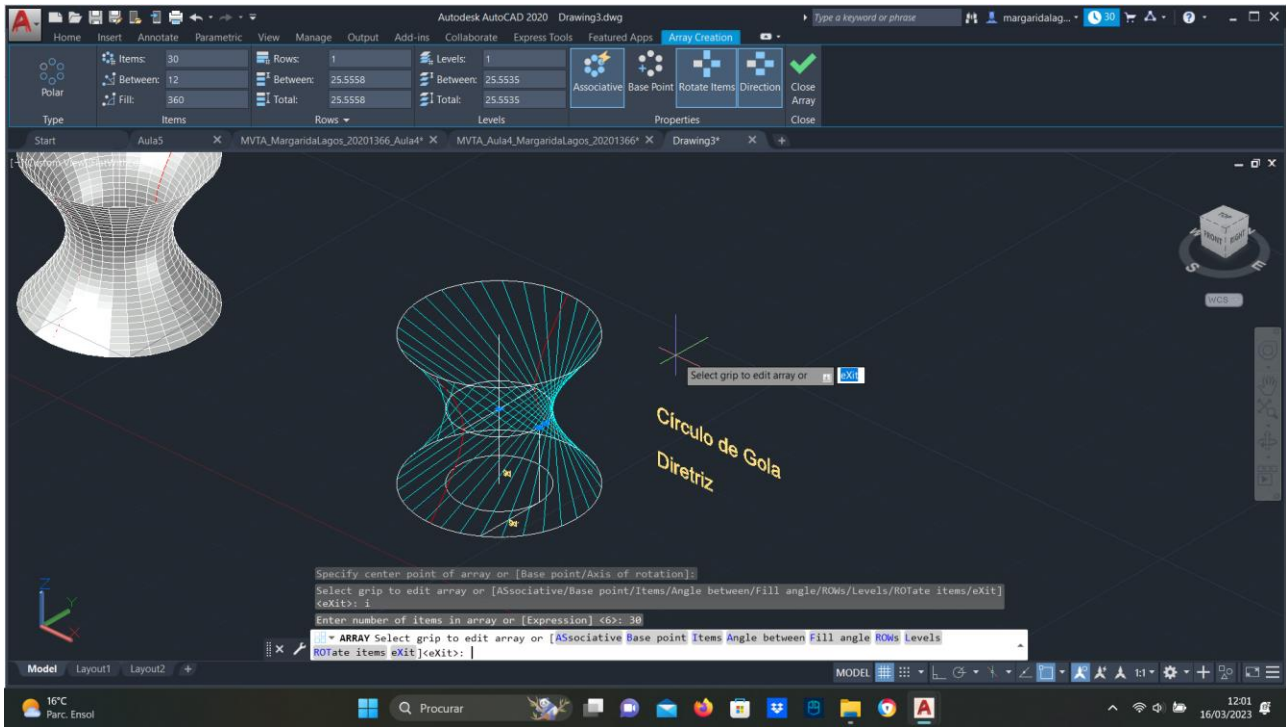 Autodesk AutoCAD 2020 Drawing3.dwg
Type a keyword or phrase
margaridalag...
30
Home Insert Annotate Parametric View Manage Output Add-ins Collaborate Express Tools Featured Apps Array Creation
Polar
Type
Items: 30
Between: 12
Fill: 360
Items
Rows: 1
Between: 25.5558
Total: 25.5558
Rows
Levels: 1
Between: 25.5535
Total: 25.5535
Levels
Associative Base Point Rotate Items Direction
Properties
Close Array
Close
Start Aula5 MVTA_MargaridaLagos_20201366_Aula4* MVTA_Aula4_MargaridaLagos_20201366* Drawing3*
TOP
FRONT RIGHT
S E
WCS
Select grip to edit array or eXit
Círculo de Gola
Diretriz
Z
Y
Specify center point of array or [Base point/Axis of rotation]:
Select grip to edit array or [ASsociative/Base point/Items/Angle between/Fill angle/ROWs/Levels/ROTate items/eXit]
<eXit>: i
Enter number of items in array or [Expression] <6>: 30
ARRAY Select grip to edit array or [ASsociative Base point Items Angle between Fill angle ROWs Levels
ROTate items eXit]<eXit>:
Model Layout1 Layout2 +
MODEL 1:1
16°C
Parc. Ensol
Procurar
12:01
16/03/2023